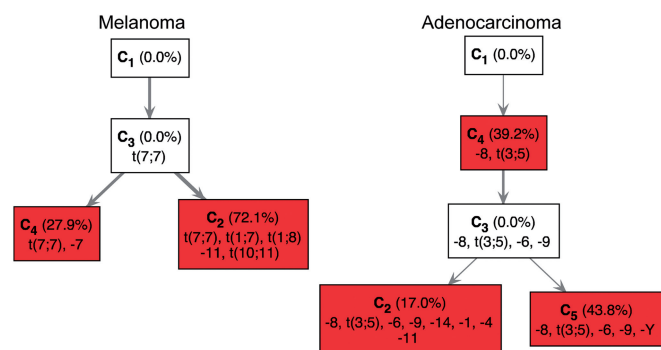 Melanoma
C1 (0.0%)
C3 (0.0%)
t(7;7)
C4 (27.9%)
t(7;7), -7
C2 (72.1%)
t(7;7), t(1;7), t(1;8)
-11, t(10;11)
Adenocarcinoma
C1 (0.0%)
C4 (39.2%)
-8, t(3;5)
C3 (0.0%)
-8, t(3;5), -6, -9
C2 (17.0%)
-8, t(3;5), -6, -9, -14, -1, -4
-11
C5 (43.8%)
-8, t(3;5), -6, -9, -Y